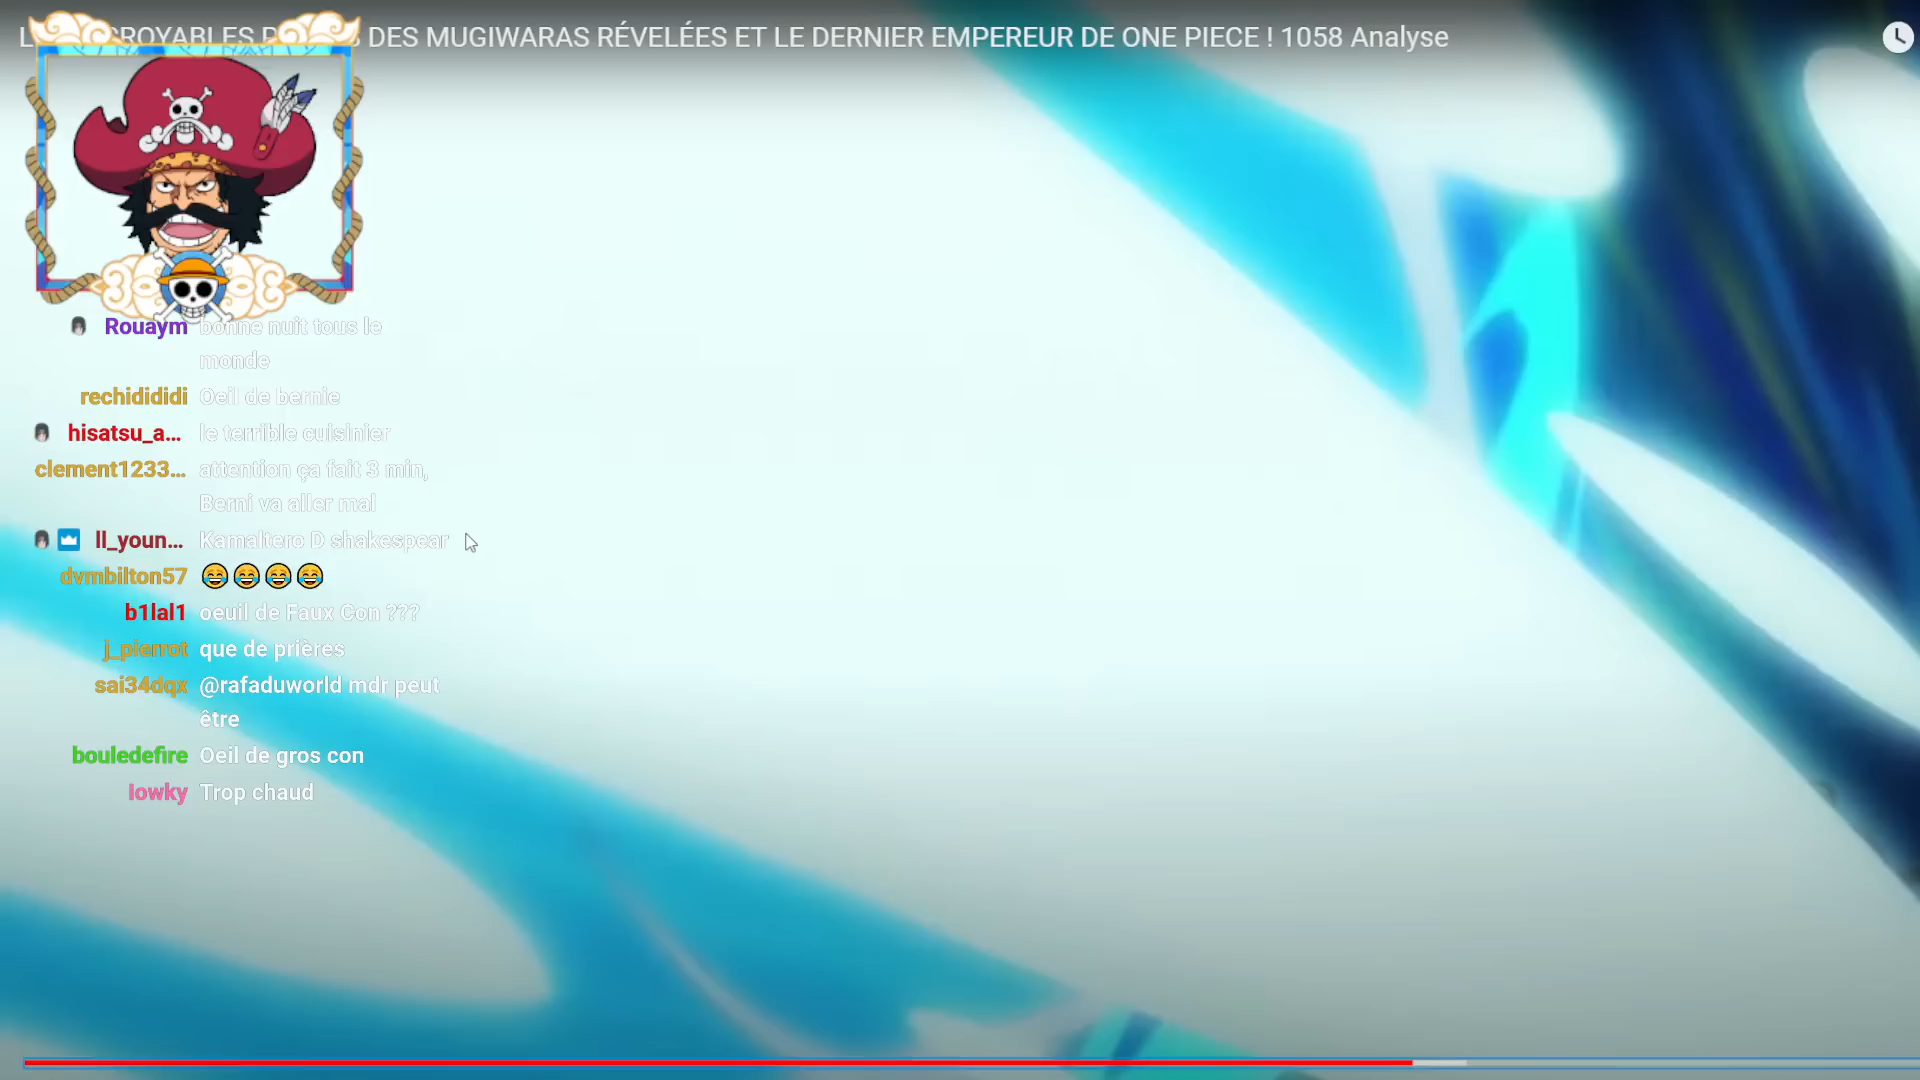 DES MUGIWARAS RÉVELÉES ET LE DERNIER EMPEREUR DE ONE PIECE ! 1058 Analyse
Rouaym bonne nuit tous le
monde
rechidididi Oeil de bernie
hisatsu_a... le terrible cuisinier
clement1233... attention ça fait 3 min,
Berni va aller mal
ll_youn... Kamaltero D shakespear
dvmbilton57 😂😂😂😂
b1lal1 oeuil de Faux Con ???
j_pierrot que de prières
sai34dqx @rafaduworld mdr peut
être
bouledefire Oeil de gros con
lowky Trop chaud